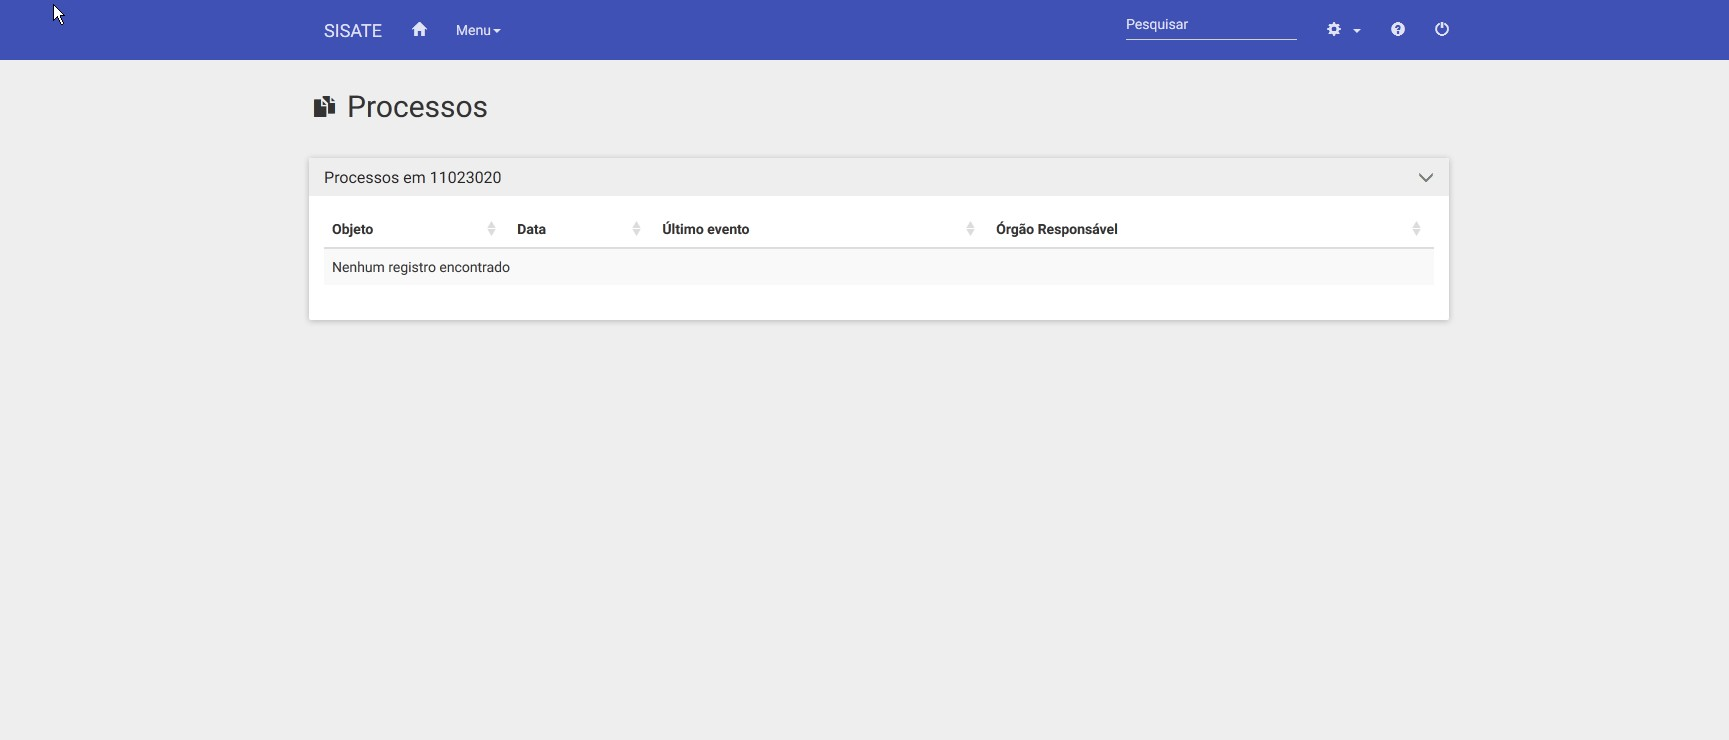 SISATE Menu Pesquisar
Processos
Processos em 11023020
Objeto Data Último evento Órgão Responsável
Nenhum registro encontrado